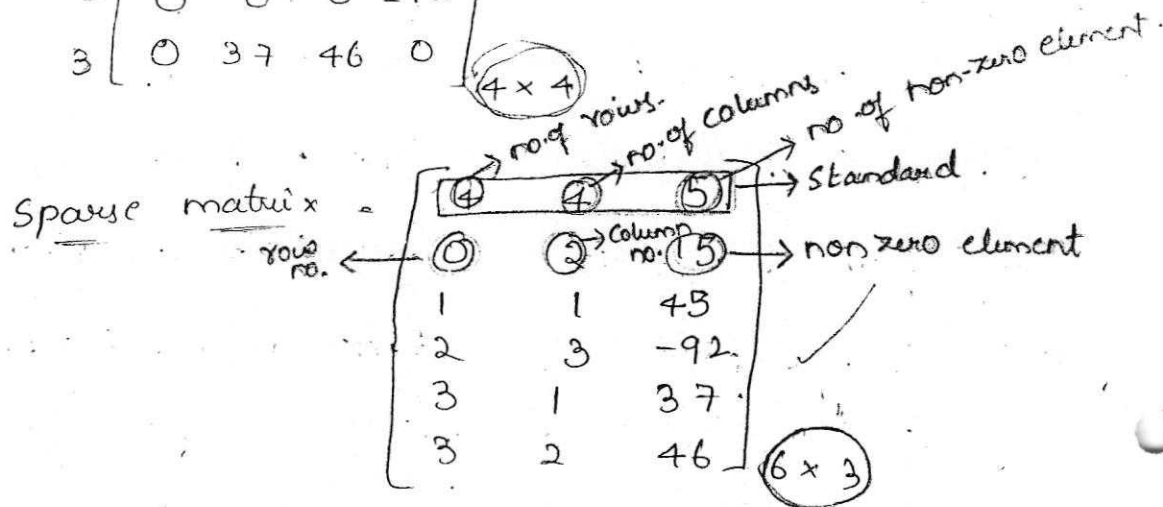 3 0 37 46 0
4 × 4
no. of rows.
no. of columns
no. of non-zero element.
Sparse matrix =
4 4 5 → Standard.
row no. ← 0 2 → column no. 15 → non zero element
1 1 45
2 3 -92
3 1 37
3 2 46
6 × 3